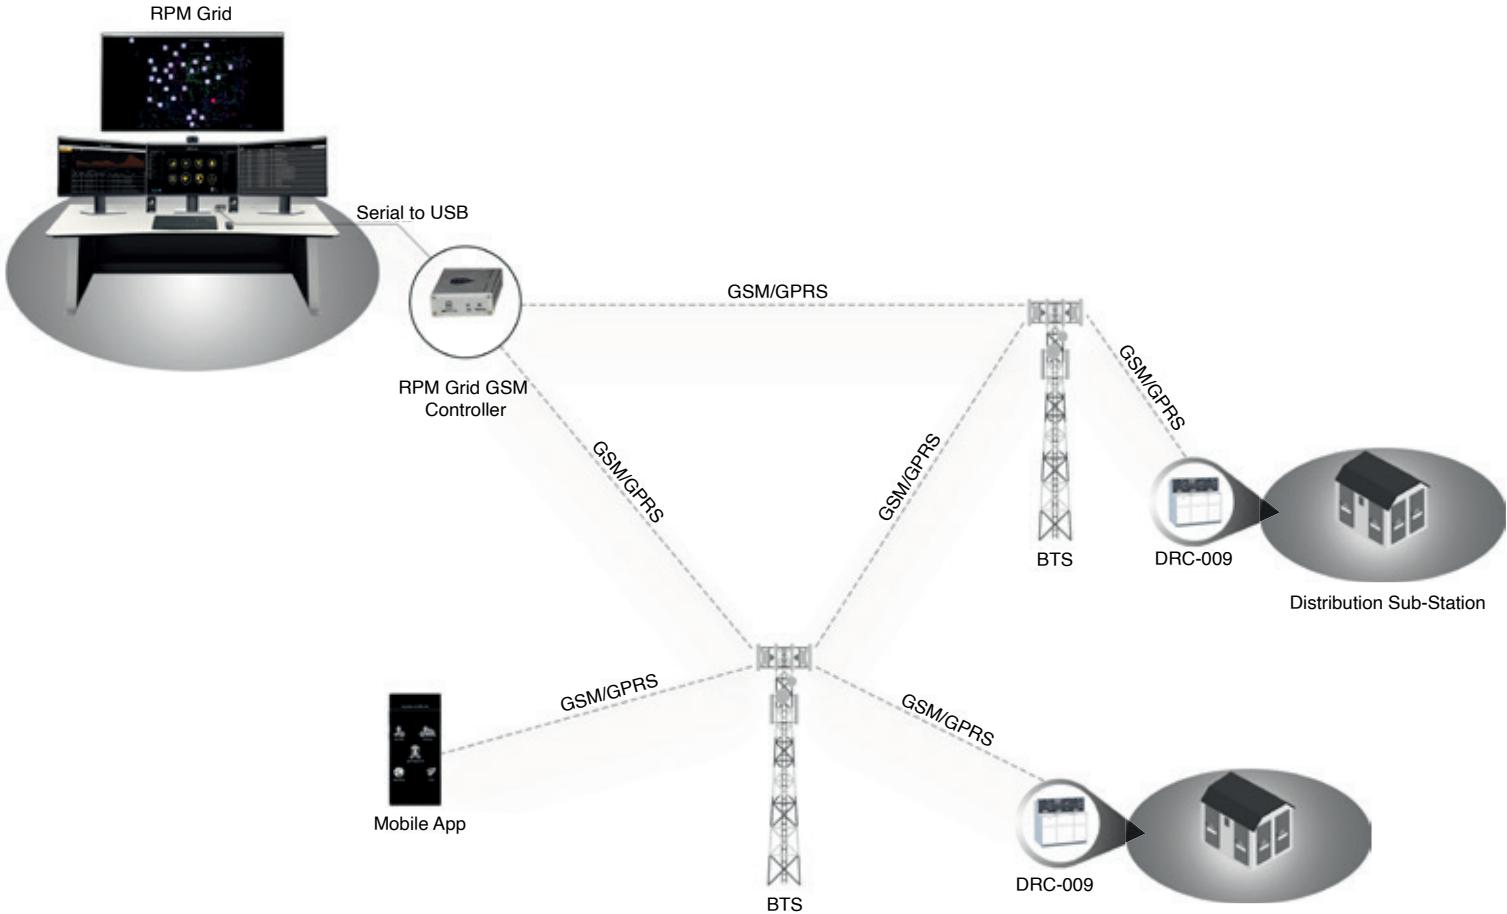 RPM Grid
Serial to USB
GSM/GPRS
RPM Grid GSM
Controller
GSM/GPRS
GSM/GPRS
GSM/GPRS
BTS
DRC-009
Distribution Sub-Station
GSM/GPRS
GSM/GPRS
Mobile App
DRC-009
BTS